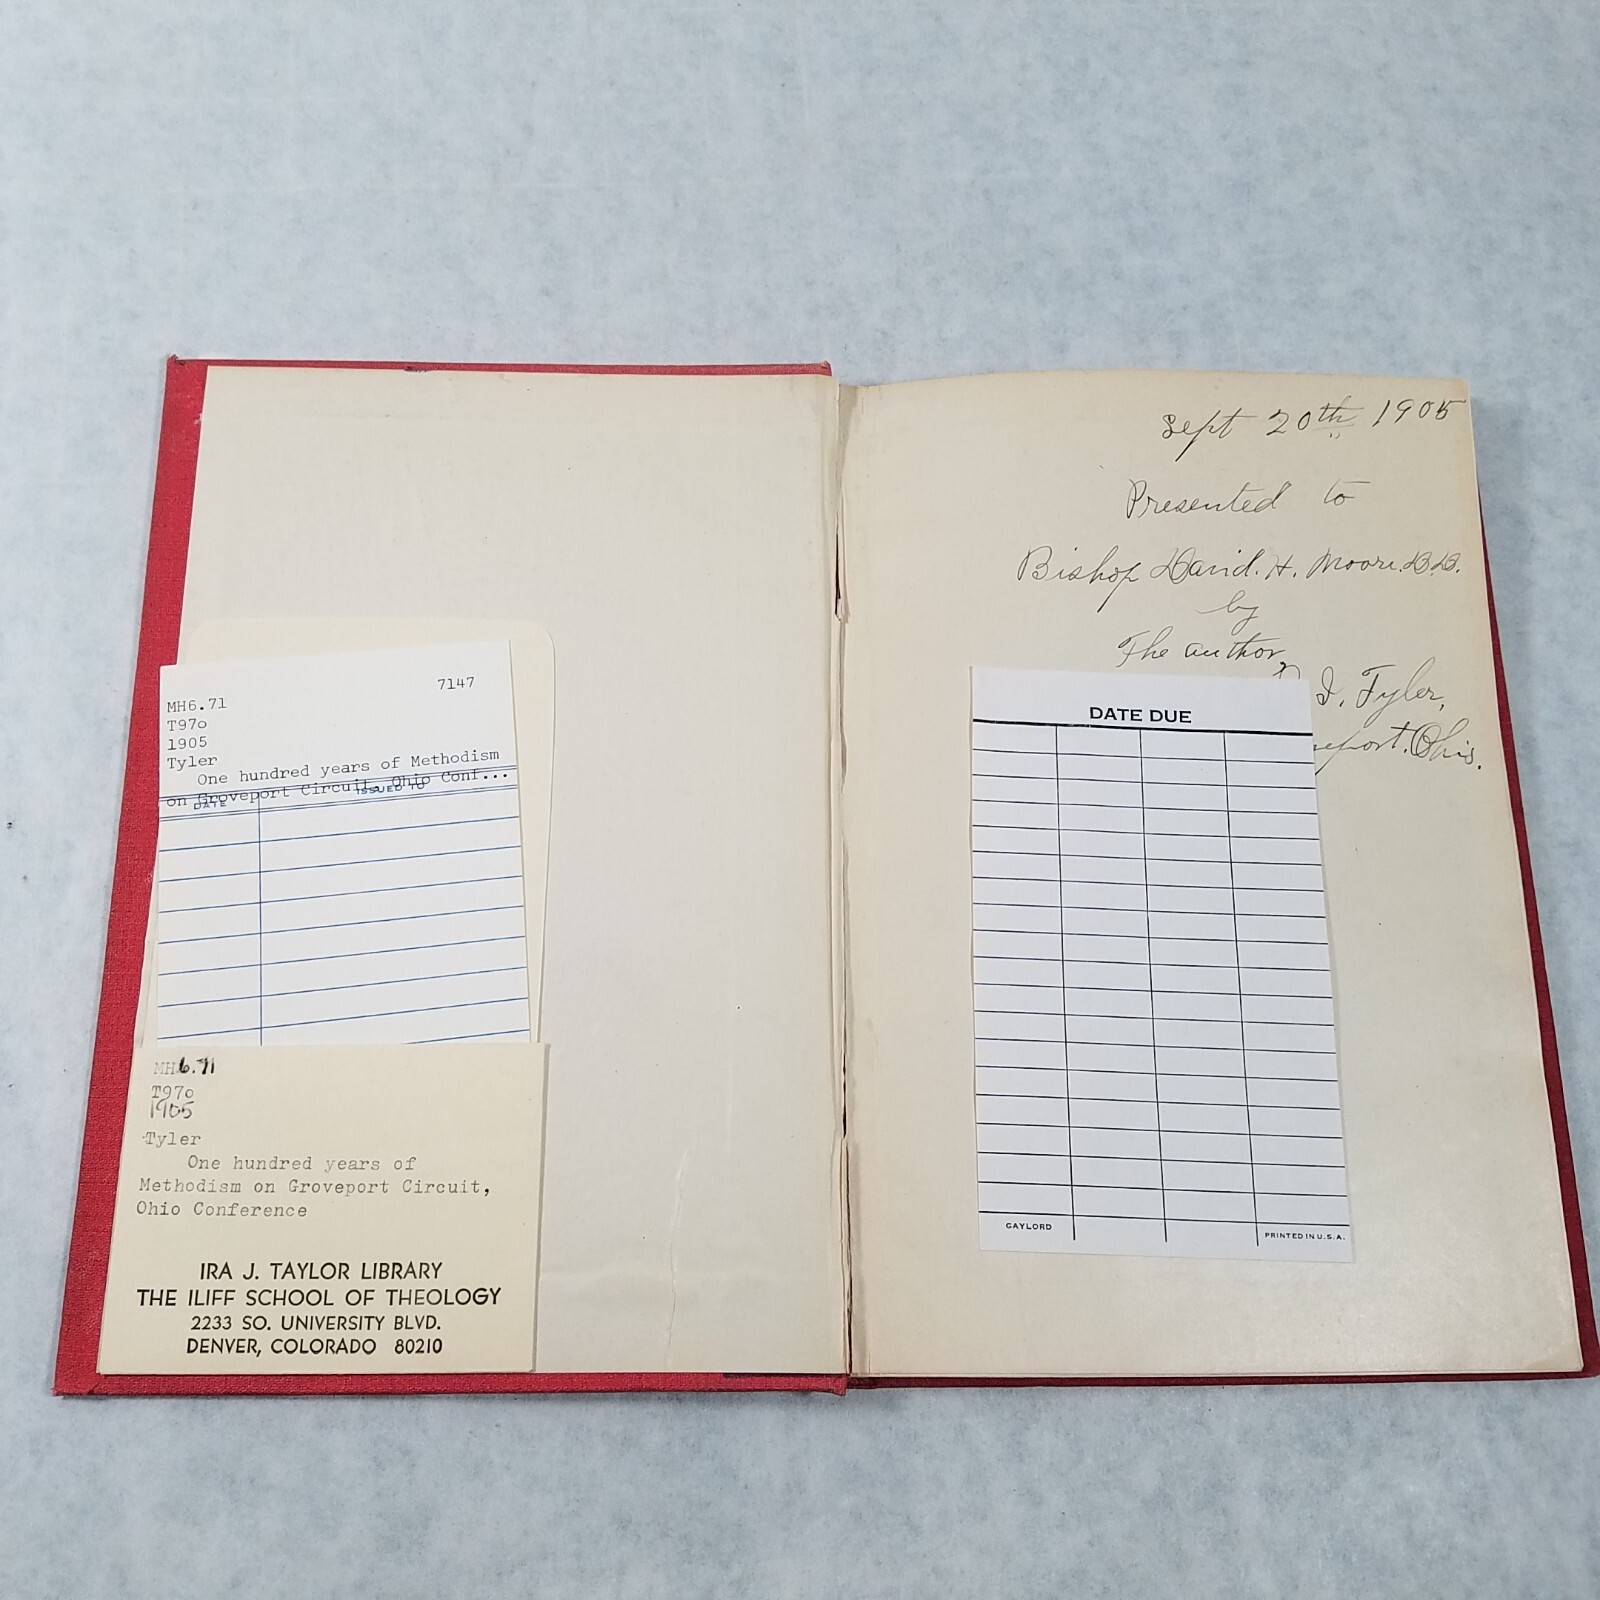 7147
MH6.71
T97o
1905
Tyler
One hundred years of Methodism
on Groveport Circuit, Ohio Conf...
DATE ISSUED TO
MH6.71
T97o
1905
Tyler
One hundred years of
Methodism on Groveport Circuit,
Ohio Conference
IRA J. TAYLOR LIBRARY
THE ILIFF SCHOOL OF THEOLOGY
2233 SO. UNIVERSITY BLVD.
DENVER, COLORADO 80210
Sept 20th 1905
Presented to
Bishop David. H. Moore. D.D.
by
The author
I. Tyler,
Ohio.
DATE DUE
GAYLORD
PRINTED IN U.S.A.